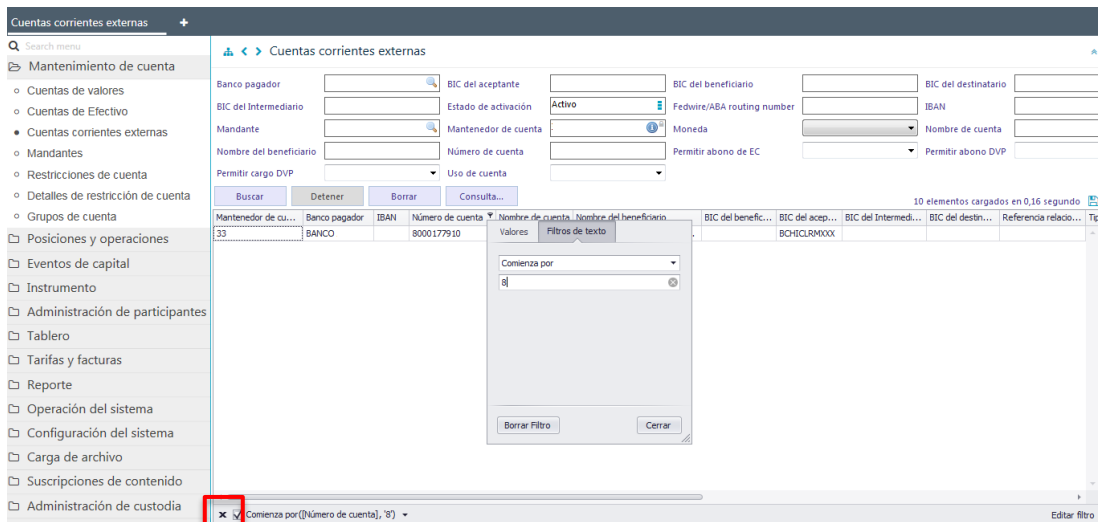 Cuentas corrientes externas +
Search menu
Mantenimiento de cuenta
Cuentas de valores
Cuentas de Efectivo
Cuentas corrientes externas
Mandantes
Restricciones de cuenta
Detalles de restricción de cuenta
Grupos de cuenta
Posiciones y operaciones
Eventos de capital
Instrumento
Administración de participantes
Tablero
Tarifas y facturas
Reporte
Operación del sistema
Configuración del sistema
Carga de archivo
Suscripciones de contenido
Administración de custodia
Cuentas corrientes externas
Banco pagador BIC del aceptante BIC del beneficiario BIC del destinatario
BIC del Intermediario Estado de activación Activo Fedwire/ABA routing number IBAN
Mandante Mantenedor de cuenta Moneda Nombre de cuenta
Nombre del beneficiario Número de cuenta Permitir abono de EC Permitir abono DVP
Permitir cargo DVP Uso de cuenta
Buscar Detener Borrar Consulta...
10 elementos cargados en 0,16 segundo
Mantenedor de cu... Banco pagador IBAN Número de cuenta Nombre de cuenta Nombre del beneficiario BIC del benefic... BIC del acep... BIC del Intermedi... BIC del destin... Referencia relacio... Tip
33 BANCO 8000177910 BCHICLRMXXX
Valores Filtros de texto
Comienza por
8
Borrar Filtro Cerrar
Comienza por([Número de cuenta], '8') Editar filtro